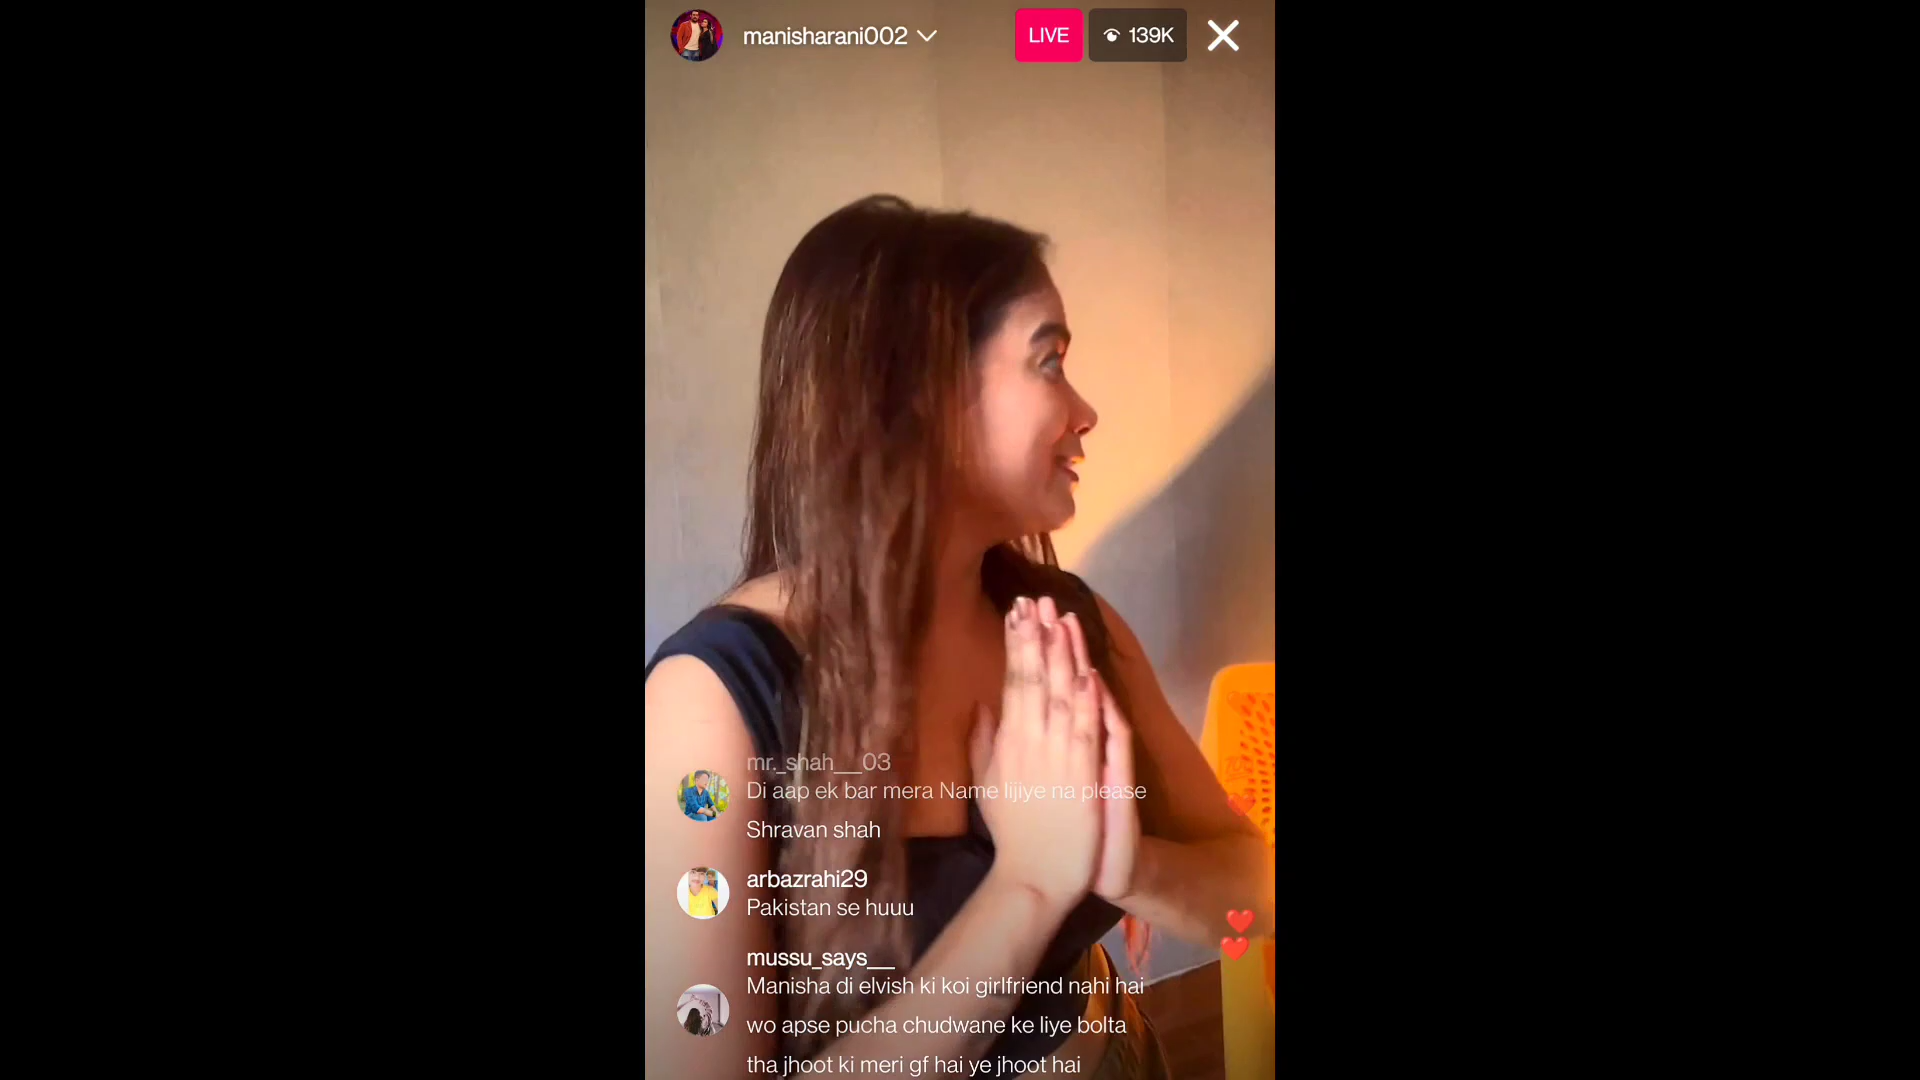 manisharani002
LIVE
139K
mr._shah__03
Di aap ek bar mera Name lijiye na please
Shravan shah
arbazrahi29
Pakistan se huuu
mussu_says__
Manisha di elvish ki koi girlfriend nahi hai
wo apse pucha chudwane ke liye bolta
tha jhoot ki meri gf hai ye jhoot hai